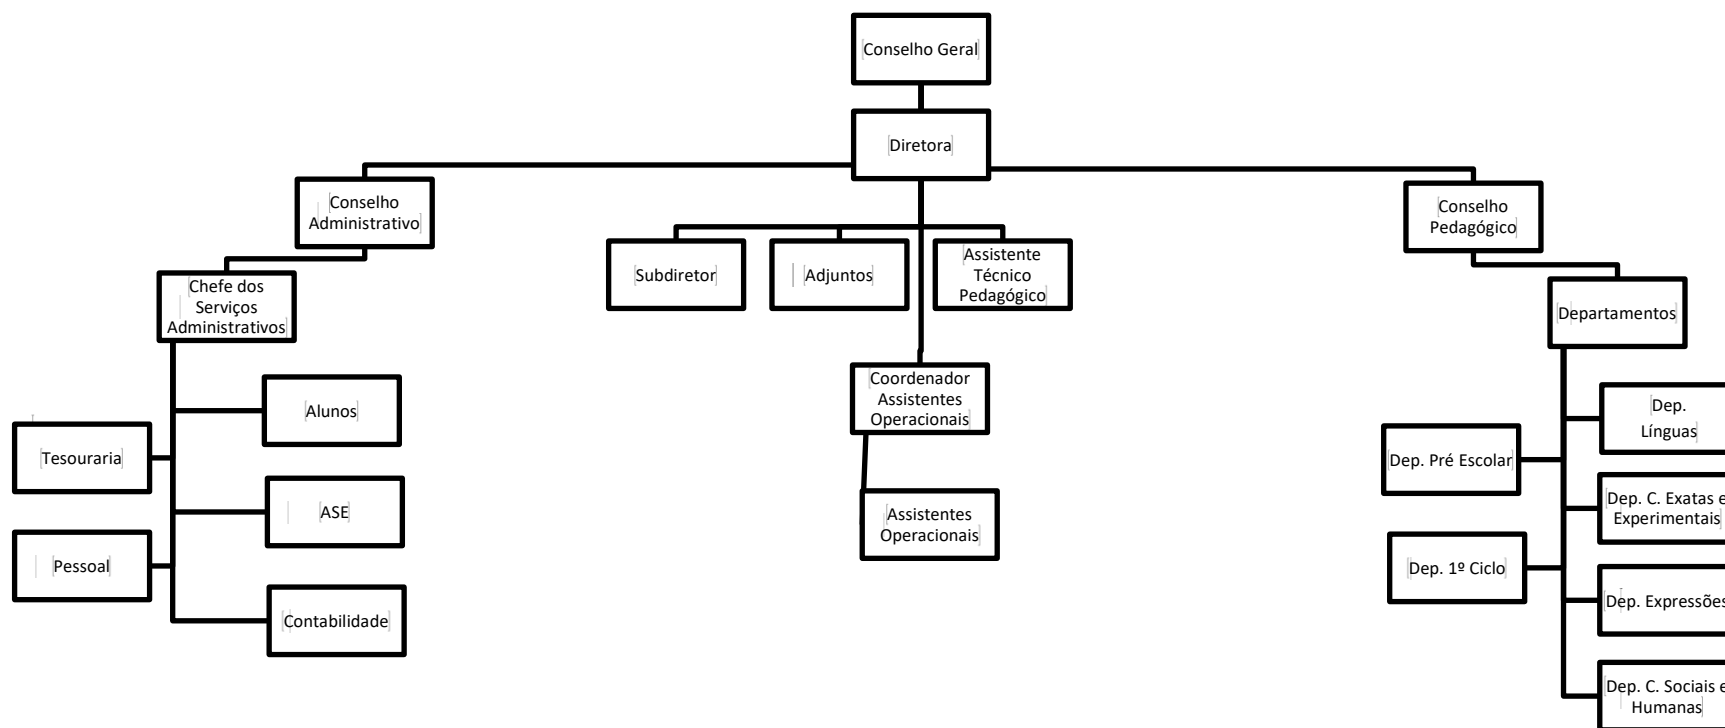 Conselho Geral
Diretora
Conselho
Administrativo
Conselho
Pedagógico
Subdiretor
Adjuntos
Assistente
Técnico
Pedagógico
Chefe dos
Serviços
Administrativos
Departamentos
Coordenador
Assistentes
Operacionais
Alunos
Tesouraria
ASE
Pessoal
Contabilidade
Assistentes
Operacionais
Dep.
Línguas
Dep. Pré Escolar
Dep. C. Exatas e
Experimentais
Dep. 1º Ciclo
Dep. Expressões
Dep. C. Sociais e
Humanas